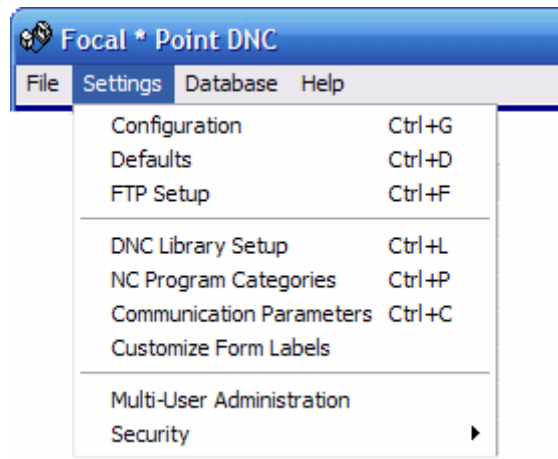 Focal * Point DNC
File Settings Database Help
Configuration Ctrl+G
Defaults Ctrl+D
FTP Setup Ctrl+F
DNC Library Setup Ctrl+L
NC Program Categories Ctrl+P
Communication Parameters Ctrl+C
Customize Form Labels
Multi-User Administration
Security